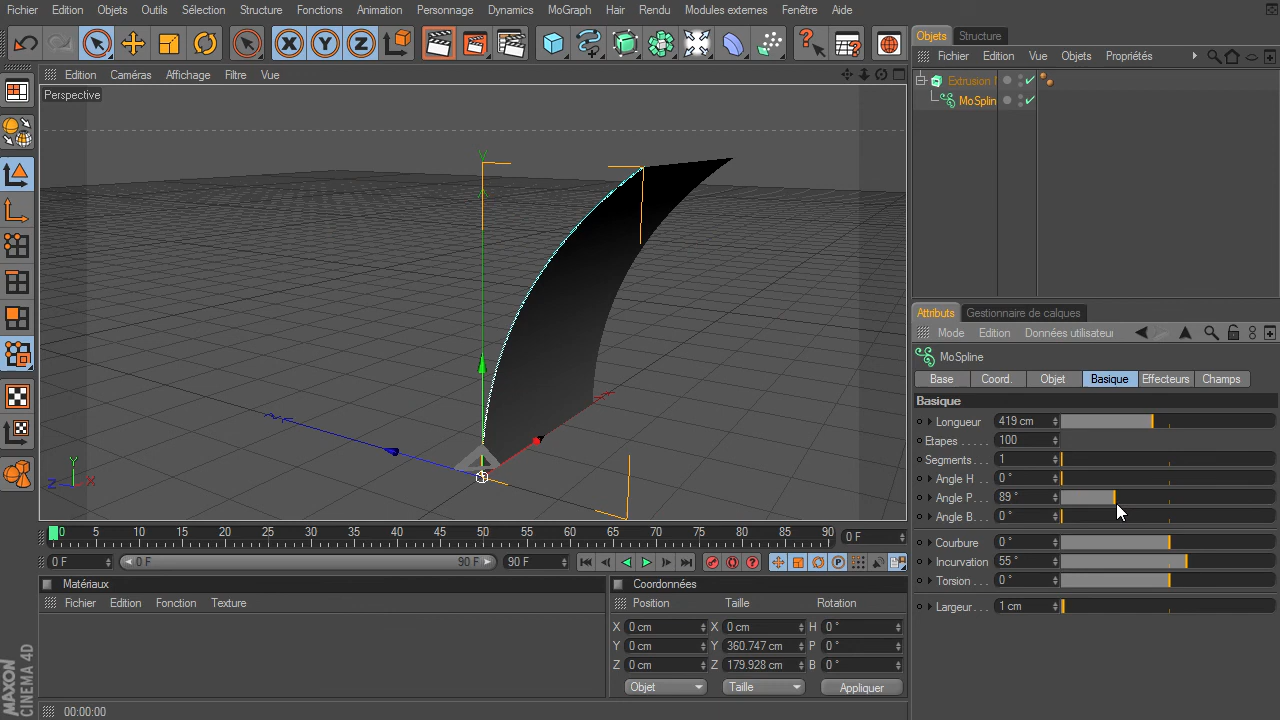 Fichier Edition Objets Outils Sélection Structure Fonctions Animation Personnage Dynamics MoGraph Hair Rendu Modules externes Fenêtre Aide
Objets Structure
Fichier Edition Vue Objets Propriétés
Edition Caméras Affichage Filtre Vue
Perspective
Extrusion
MoSplin
Y
X
Y
Z X
Attributs Gestionnaire de calques
Mode Edition Données utilisateur
MoSpline
Base Coord. Objet Basique Effecteurs Champs
Basique
Longueur 419 cm
Etapes ..... 100
Segments ... 1
Angle H ... 0 °
Angle P... 89 °
Angle B... 0 °
Courbure 0 °
Incurvation 55 °
Torsion ... 0 °
Largeur... 1 cm
0 5 10 15 20 25 30 35 40 45 50 55 60 65 70 75 80 85 90 0 F
0 F 0 F 90 F 90 F
Matériaux
Fichier Edition Fonction Texture
Coordonnées
Position Taille Rotation
X 0 cm X 0 cm H 0 °
Y 0 cm Y 360.747 cm P 0 °
Z 0 cm Z 179.928 cm B 0 °
Objet Taille Appliquer
MAXON
CINEMA 4D
00:00:00